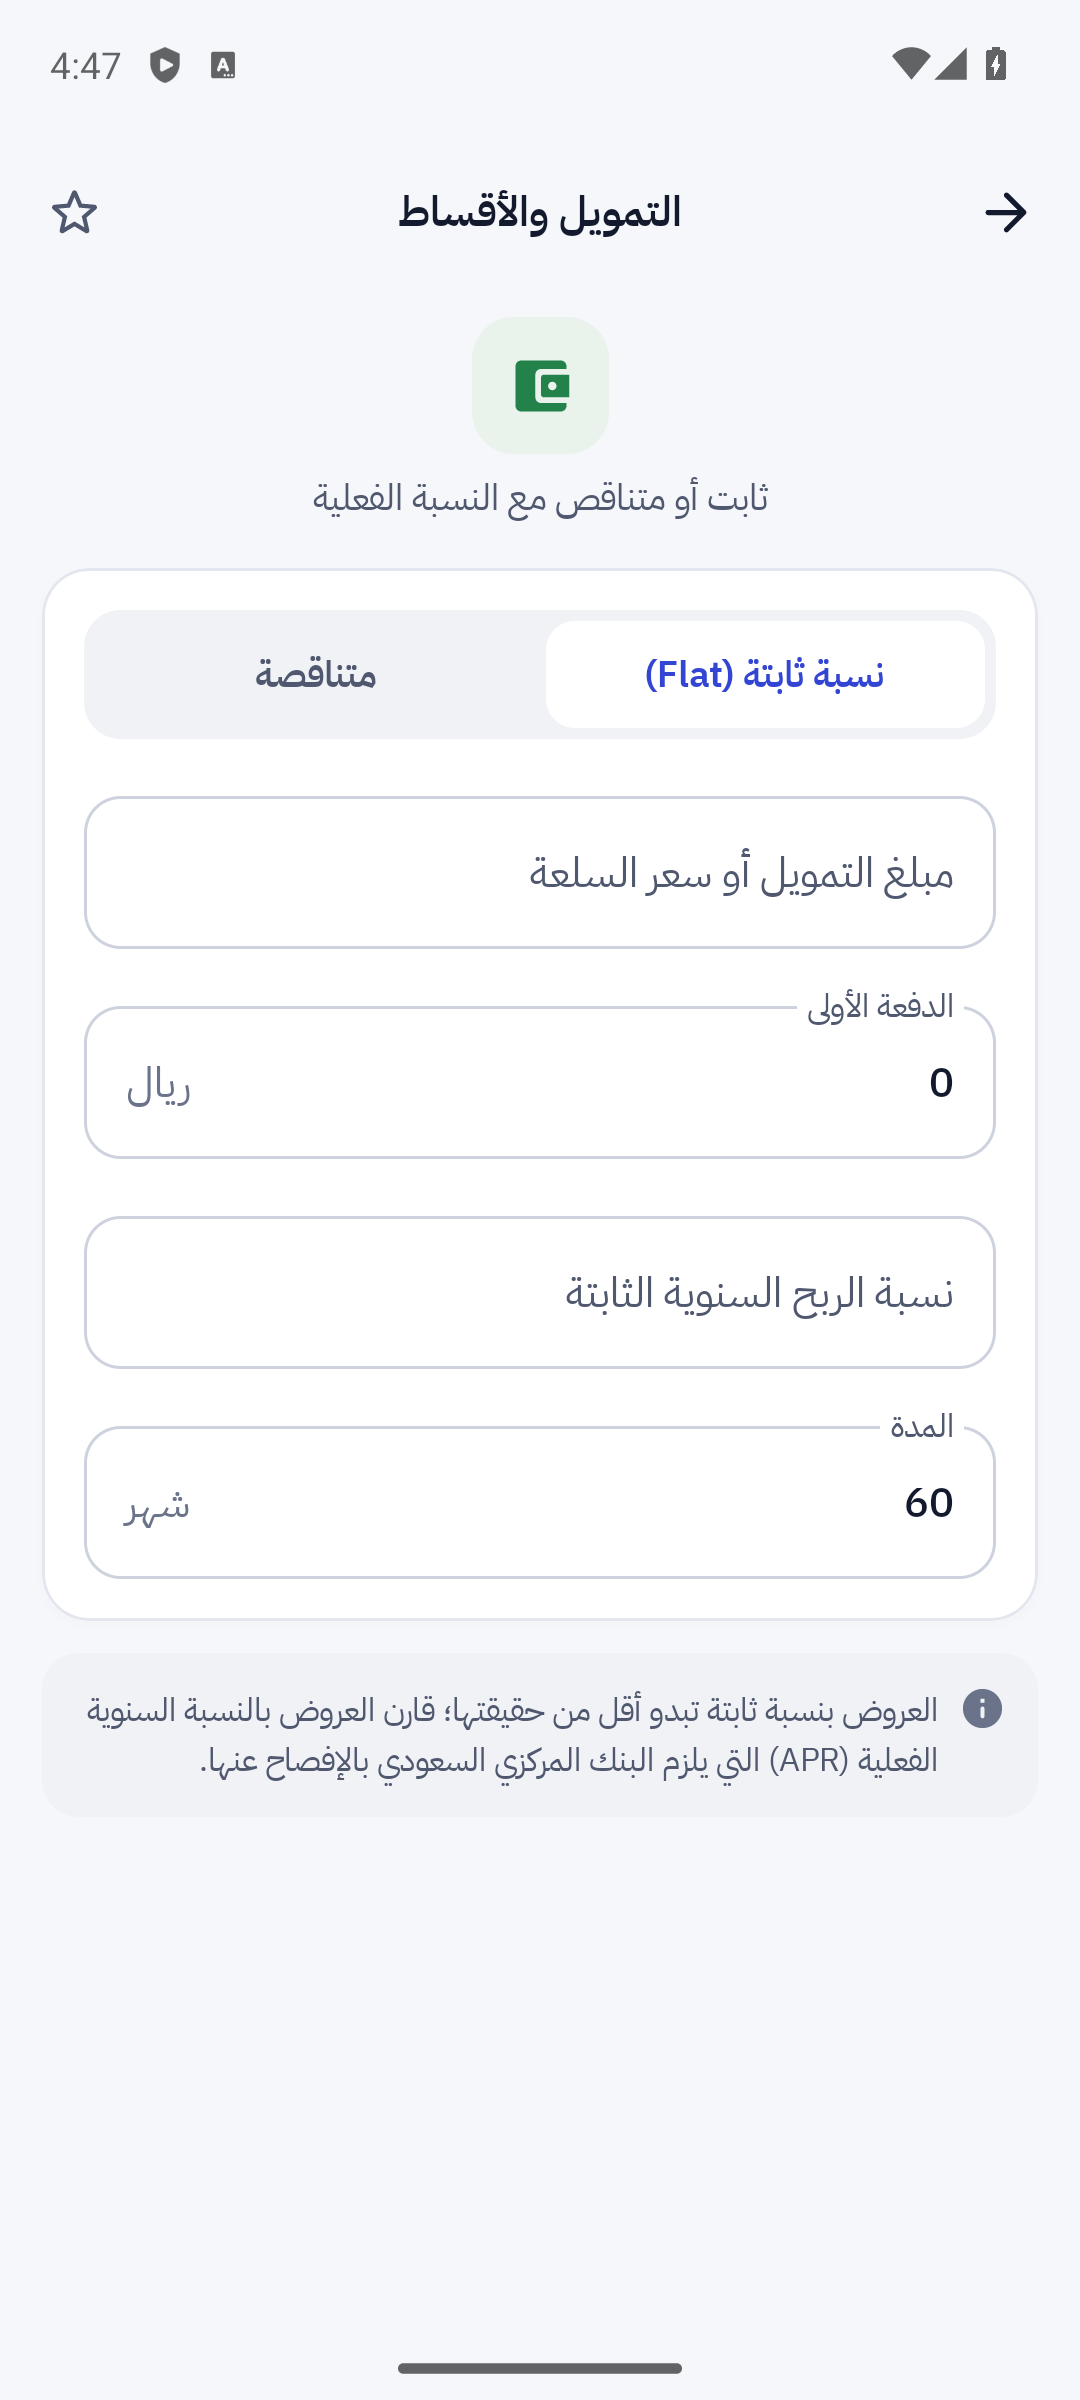 4:47
التمويل والأقساط
ثابت أو متناقص مع النسبة الفعلية
نسبة ثابتة (Flat)
متناقصة
مبلغ التمويل أو سعر السلعة
الدفعة الأولى
0
ريال
نسبة الربح السنوية الثابتة
المدة
60
شهر
العروض بنسبة ثابتة تبدو أقل من حقيقتها؛ قارن العروض بالنسبة السنوية
الفعلية (APR) التي يلزم البنك المركزي السعودي بالإفصاح عنها.